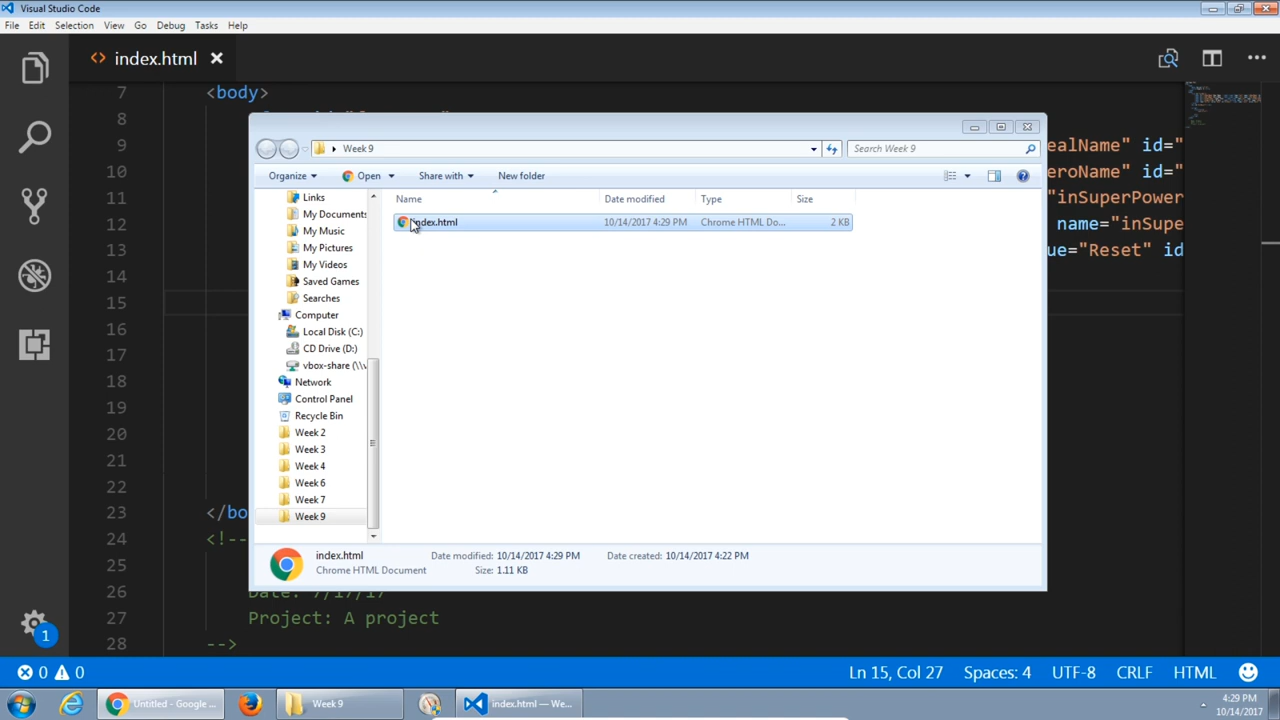 Visual Studio Code
File Edit Selection View Go Debug Tasks Help
index.html
7 <body>
8
9 ealName" id="
10 eroName" id="
11 "inSuperPower
12 name="inSupe
13 ue="Reset" id
14
15
16
17
18
19
20
21
22
23 </bo
24 <!--
25
26 Date: 7/17/17
27 Project: A project
28 -->
Week 9
Search Week 9
Organize Open Share with New folder
Name Date modified Type Size
index.html 10/14/2017 4:29 PM Chrome HTML Do... 2 KB
Links
My Documents
My Music
My Pictures
My Videos
Saved Games
Searches
Computer
Local Disk (C:)
CD Drive (D:)
vbox-share (\\v
Network
Control Panel
Recycle Bin
Week 2
Week 3
Week 4
Week 6
Week 7
Week 9
index.html Date modified: 10/14/2017 4:29 PM Date created: 10/14/2017 4:22 PM
Chrome HTML Document Size: 1.11 KB
1
0 0 Ln 15, Col 27 Spaces: 4 UTF-8 CRLF HTML
Untitled - Google ... Week 9 index.html — We...
4:29 PM
10/14/2017